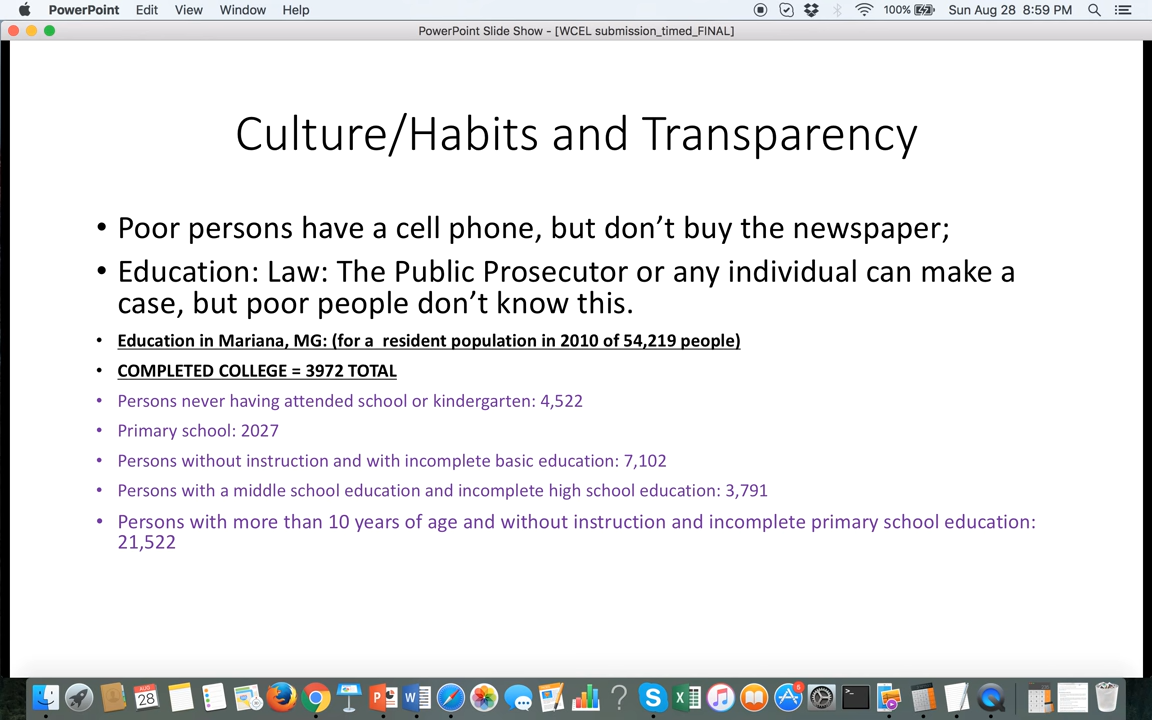 PowerPoint Edit View Window Help 100% Sun Aug 28 8:59 PM
PowerPoint Slide Show - [WCEL submission_timed_FINAL]
Culture/Habits and Transparency
• Poor persons have a cell phone, but don’t buy the newspaper;
• Education: Law: The Public Prosecutor or any individual can make a
case, but poor people don’t know this.
• Education in Mariana, MG: (for a  resident population in 2010 of 54,219 people)
• COMPLETED COLLEGE = 3972 TOTAL
• Persons never having attended school or kindergarten: 4,522
• Primary school: 2027
• Persons without instruction and with incomplete basic education: 7,102
• Persons with a middle school education and incomplete high school education: 3,791
• Persons with more than 10 years of age and without instruction and incomplete primary school education:
21,522